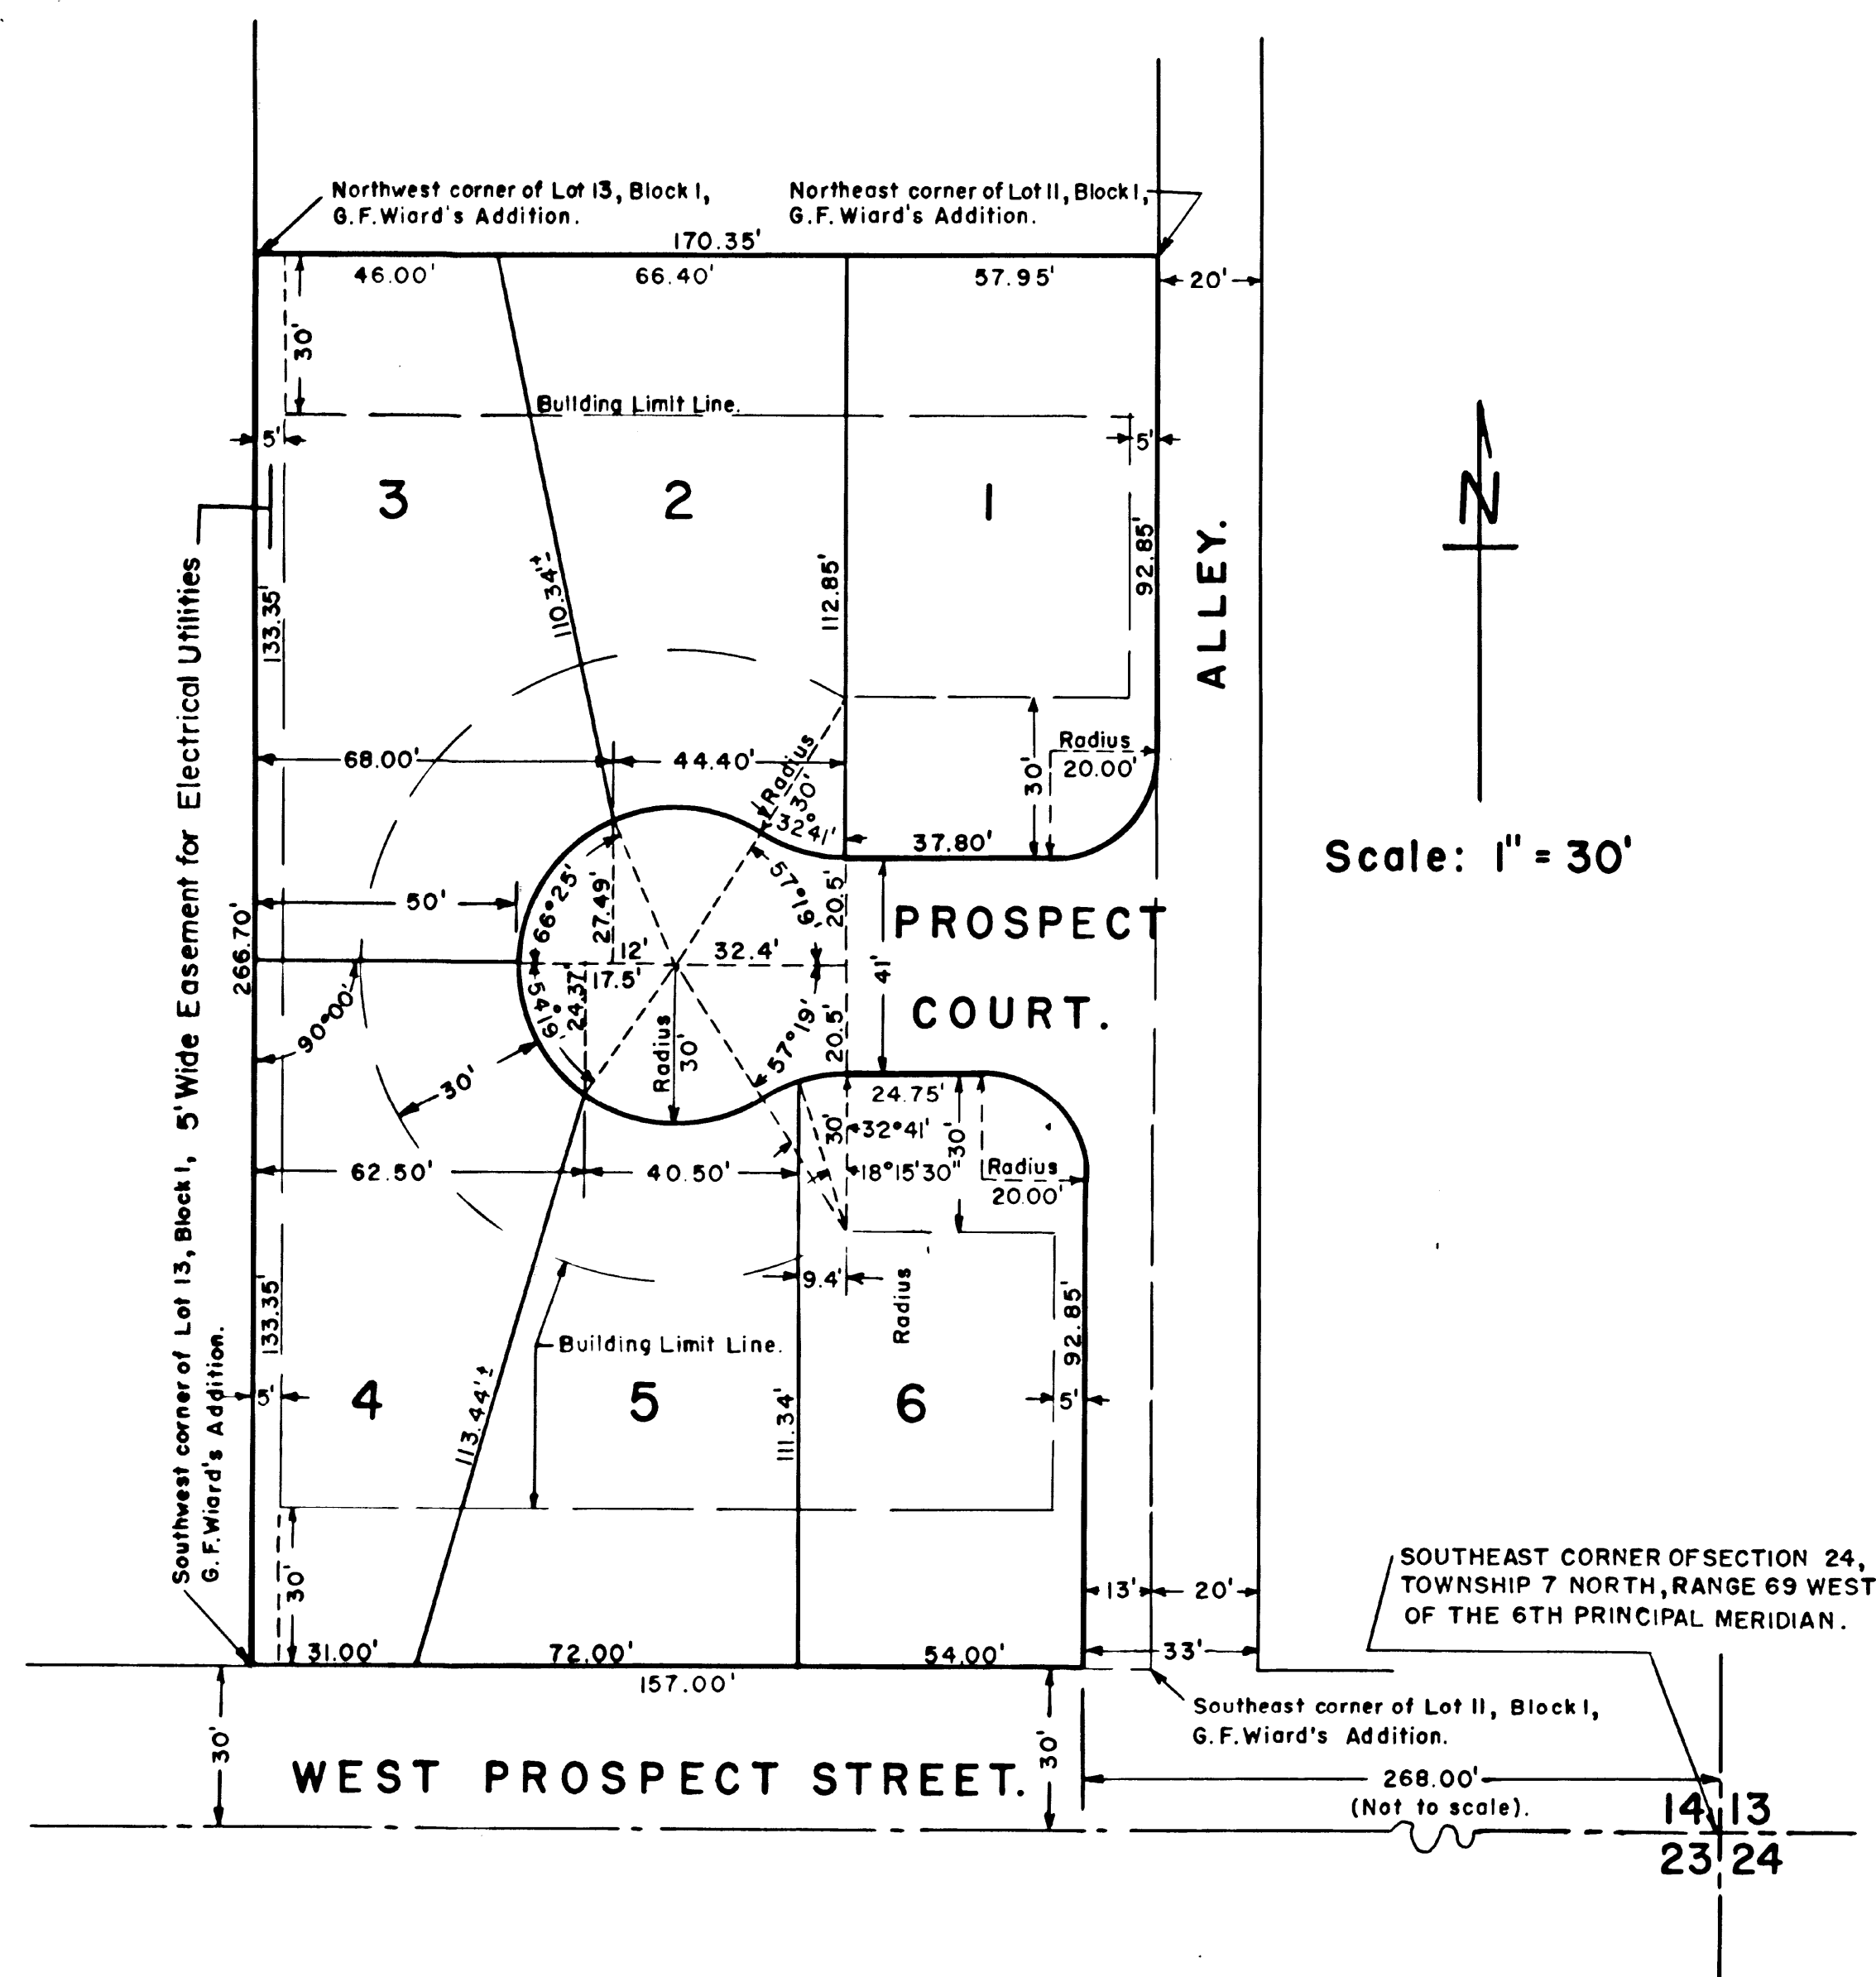 Northwest corner of Lot 13, Block 1,
G.F. Wiard's Addition.
Northeast corner of Lot 11, Block 1,
G.F. Wiard's Addition.
170.35'
46.00'
66.40'
57.95'
20'
30'
Building Limit Line.
5'
5'
3
2
1
N
110.34'±
112.85'
92.85'
133.35'
ALLEY.
5' Wide Easement for Electrical Utilities
68.00'
44.40'
Radius
30'
32°41'
30'
Radius
20.00'
37.80'
Scale: 1" = 30'
50'
66°25'
27.49'
57°19'
20.5'
PROSPECT
COURT.
266.70'
12'
32.4'
17.5'
41'
90°00'
54°19'
24.37'
Radius
30'
57°19'
20.5'
30'
24.75'
30'
32°41'
30'
18°15'30"
Radius
20.00'
62.50'
40.50'
9.4'
Radius
133.35'
Building Limit Line.
92.85'
5'
4
5
6
5'
113.44'±
111.34'
Southwest corner of Lot 13, Block 1,
G.F. Wiard's Addition.
30'
13'
20'
SOUTHEAST CORNER OF SECTION 24,
TOWNSHIP 7 NORTH, RANGE 69 WEST
OF THE 6TH PRINCIPAL MERIDIAN.
31.00'
72.00'
54.00'
33'
157.00'
Southeast corner of Lot 11, Block 1,
G.F. Wiard's Addition.
30'
30'
WEST PROSPECT STREET.
268.00'
(Not to scale).
14 13
23 24